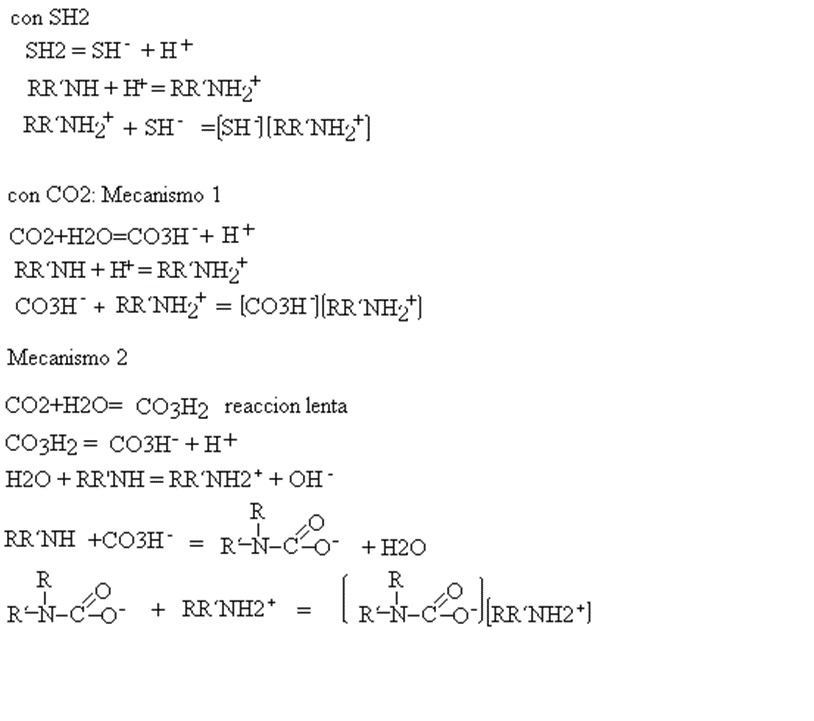 con SH2
SH2 = SH⁻ + H⁺
RR´NH + H⁺ = RR´NH₂⁺
RR´NH₂⁺ + SH⁻ =[SH⁻][RR´NH₂⁺]
con CO2: Mecanismo 1
CO2+H2O=CO3H⁻+ H⁺
RR´NH + H⁺ = RR´NH₂⁺
CO3H⁻ + RR´NH₂⁺ = [CO3H⁻][RR´NH₂⁺]
Mecanismo 2
CO2+H2O= CO₃H₂ reaccion lenta
CO₃H₂ = CO3H⁻ + H⁺
H2O + RR'NH = RR´NH2⁺ + OH⁻
R
O
RR´NH +CO3H⁻ = R´–N–C–O⁻ + H2O
R R
O O
R´–N–C–O⁻ + RR´NH2⁺ = [R´–N–C–O⁻][RR´NH2⁺]